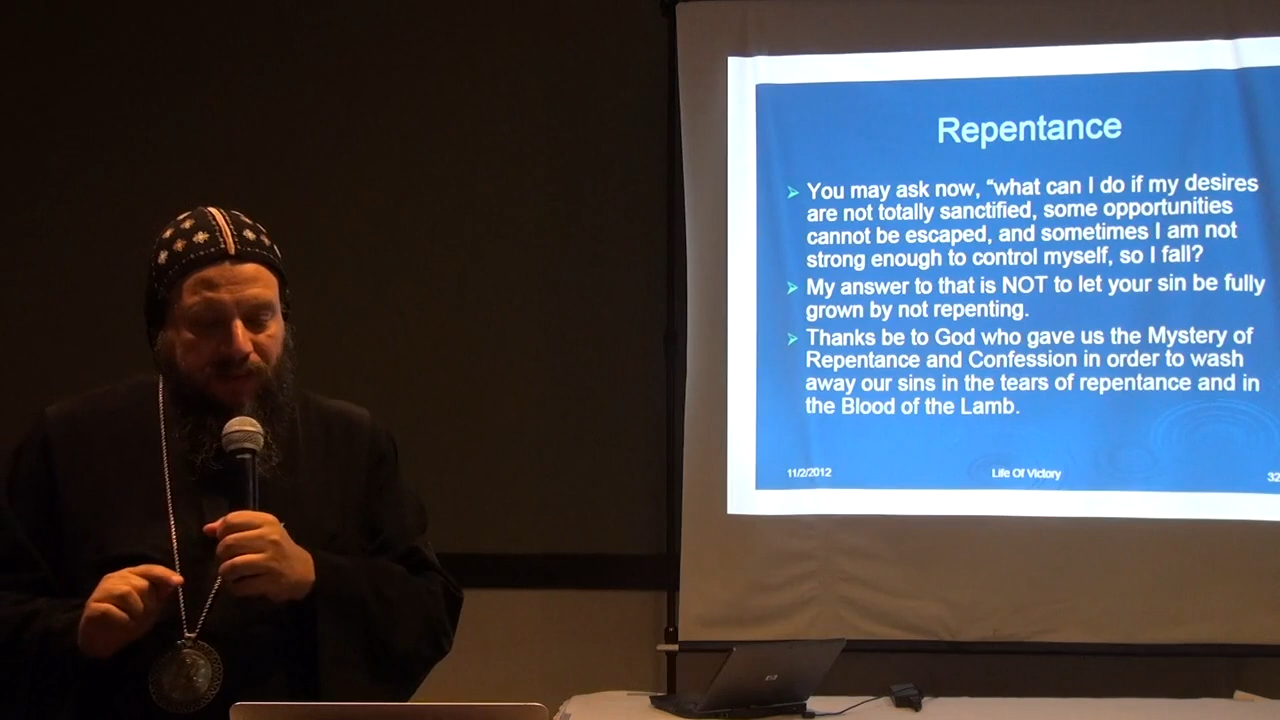 Repentance
You may ask now, “what can I do if my desires
are not totally sanctified, some opportunities
cannot be escaped, and sometimes I am not
strong enough to control myself, so I fall?
My answer to that is NOT to let your sin be fully
grown by not repenting.
Thanks be to God who gave us the Mystery of
Repentance and Confession in order to wash
away our sins in the tears of repentance and in
the Blood of the Lamb.
11/2/2012
Life Of Victory
32
hp